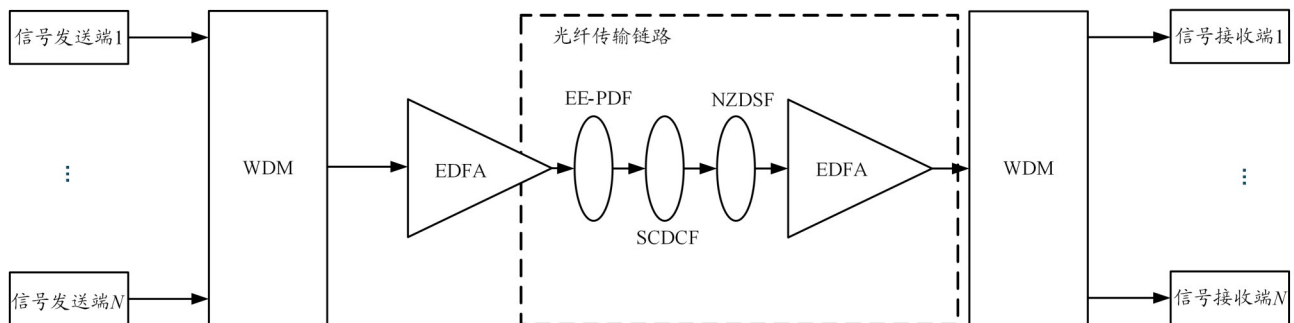 信号发送端1
光纤传输链路
信号接收端1
EE-PDF
NZDSF
WDM
EDFA
EDFA
WDM
SCDCF
信号发送端N
信号接收端N